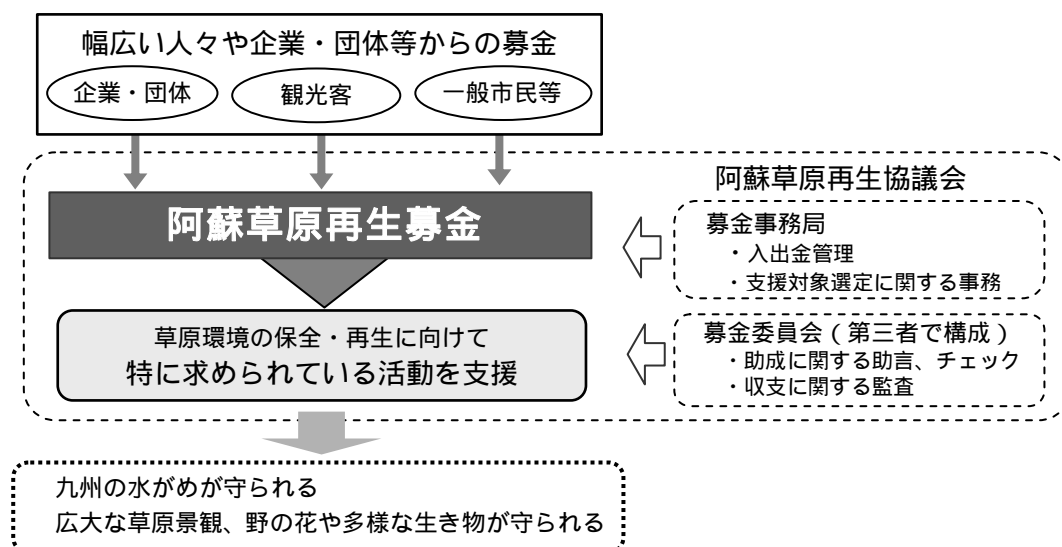 幅広い人々や企業・団体等からの募金
企業・団体
観光客
一般市民等
阿蘇草原再生協議会
阿蘇草原再生募金
募金事務局
・入出金管理
・支援対象選定に関する事務
草原環境の保全・再生に向けて
特に求められている活動を支援
募金委員会(第三者で構成)
・助成に関する助言、チェック
・収支に関する監査
九州の水がめが守られる
広大な草原景観、野の花や多様な生き物が守られる